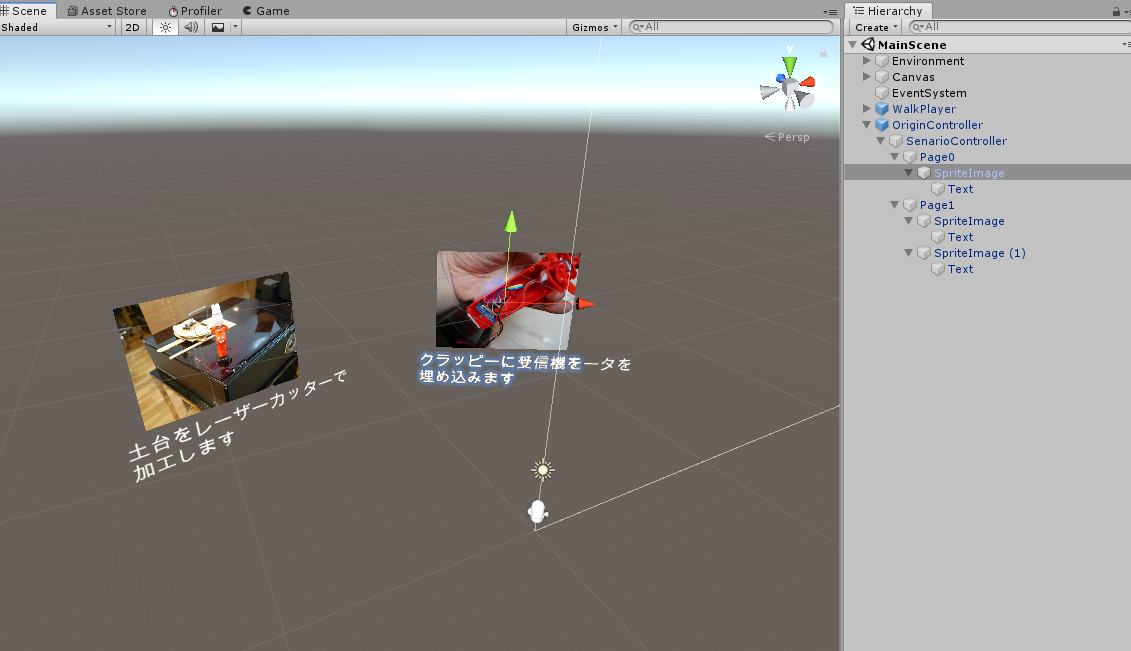 Scene
Asset Store
Profiler
Game
Shaded
2D
Gizmos
All
y
Persp
クラッピーに受信機を
ータを
埋め込みます
土台をレーザーカッターで
加工します
Hierarchy
Create
All
MainScene
Environment
Canvas
EventSystem
WalkPlayer
OriginController
SenarioController
Page0
SpriteImage
Text
Page1
SpriteImage
Text
SpriteImage (1)
Text